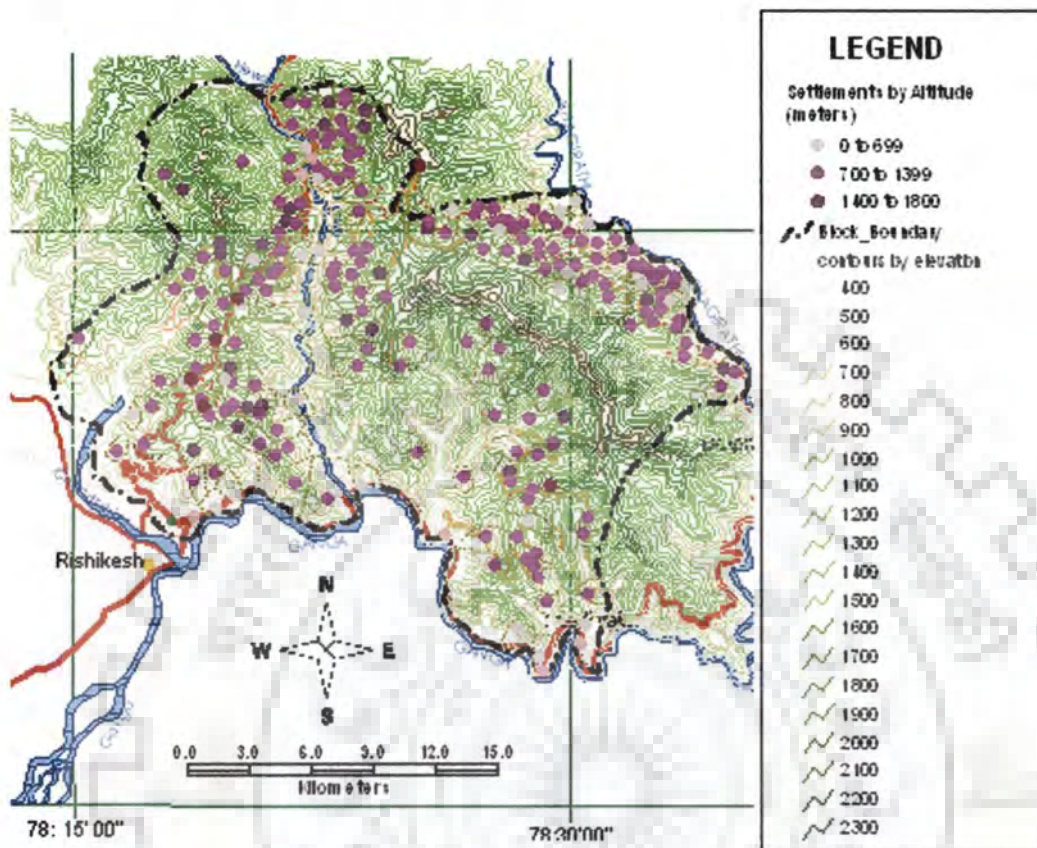 LEGEND
Settlements by Altitude
(meters)
0 to 699
700 to 1399
1400 to 1800
Block_Boundary
contours by elevation
400
500
600
700
800
900
1000
1100
1200
1300
1400
1500
1600
1700
1800
1900
2000
2100
2200
2300
GANGA
Rishikesh
N
W
E
S
0.0 3.0 6.0 9.0 12.0 15.0
Kilometers
78: 15' 00"
78:30'00"